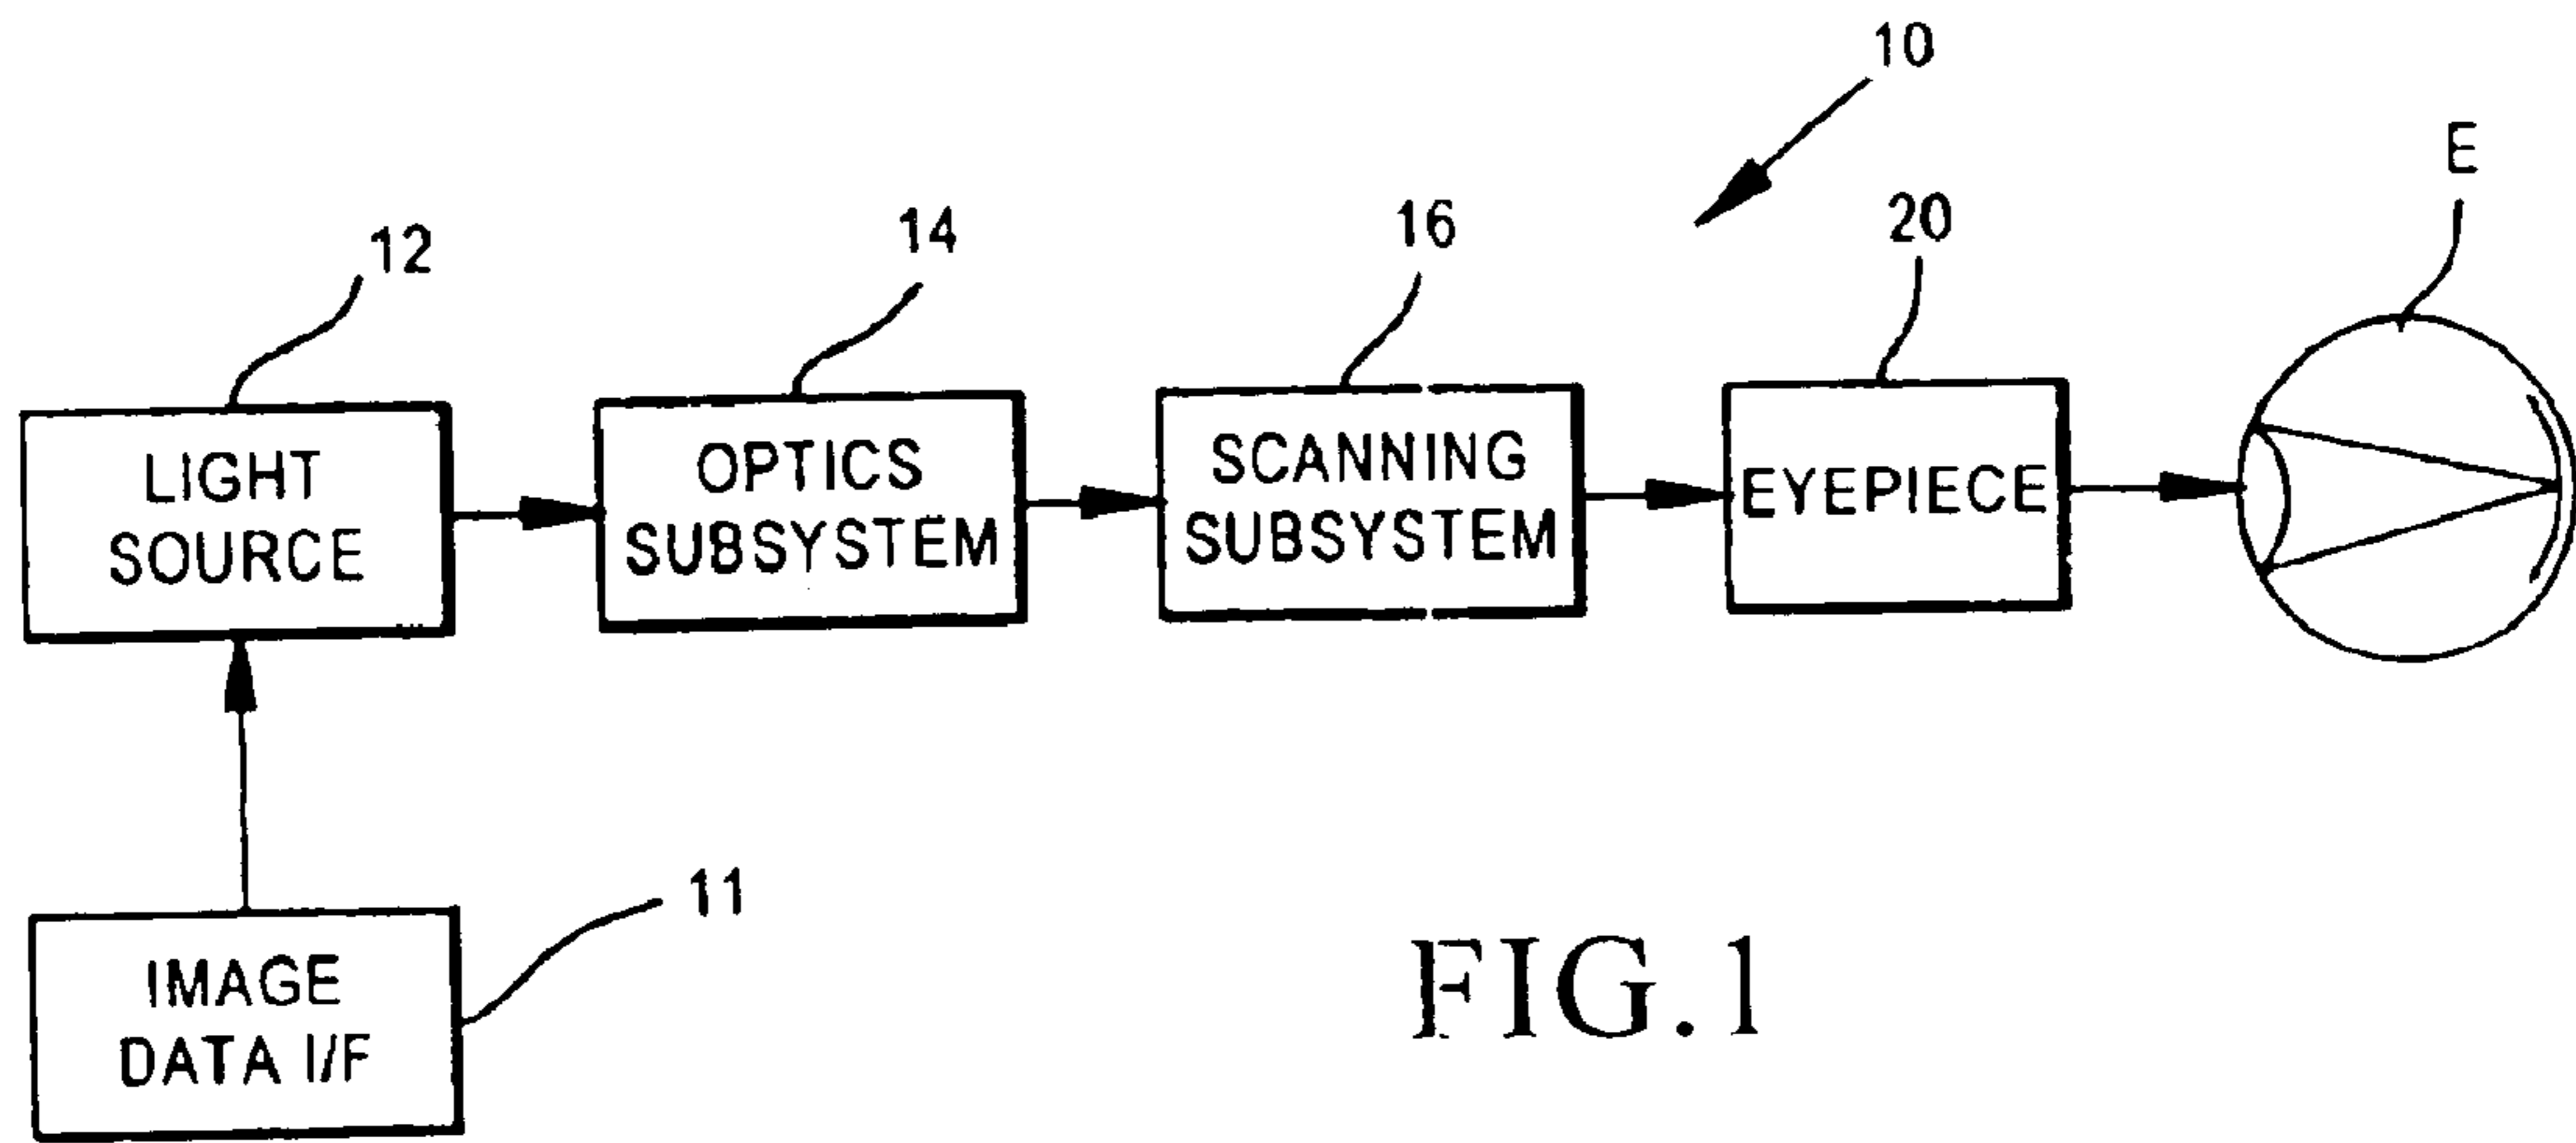 10
E
12
14
16
20
LIGHT
SOURCE
OPTICS
SUBSYSTEM
SCANNING
SUBSYSTEM
EYEPIECE
11
IMAGE
DATA I/F
FIG.1